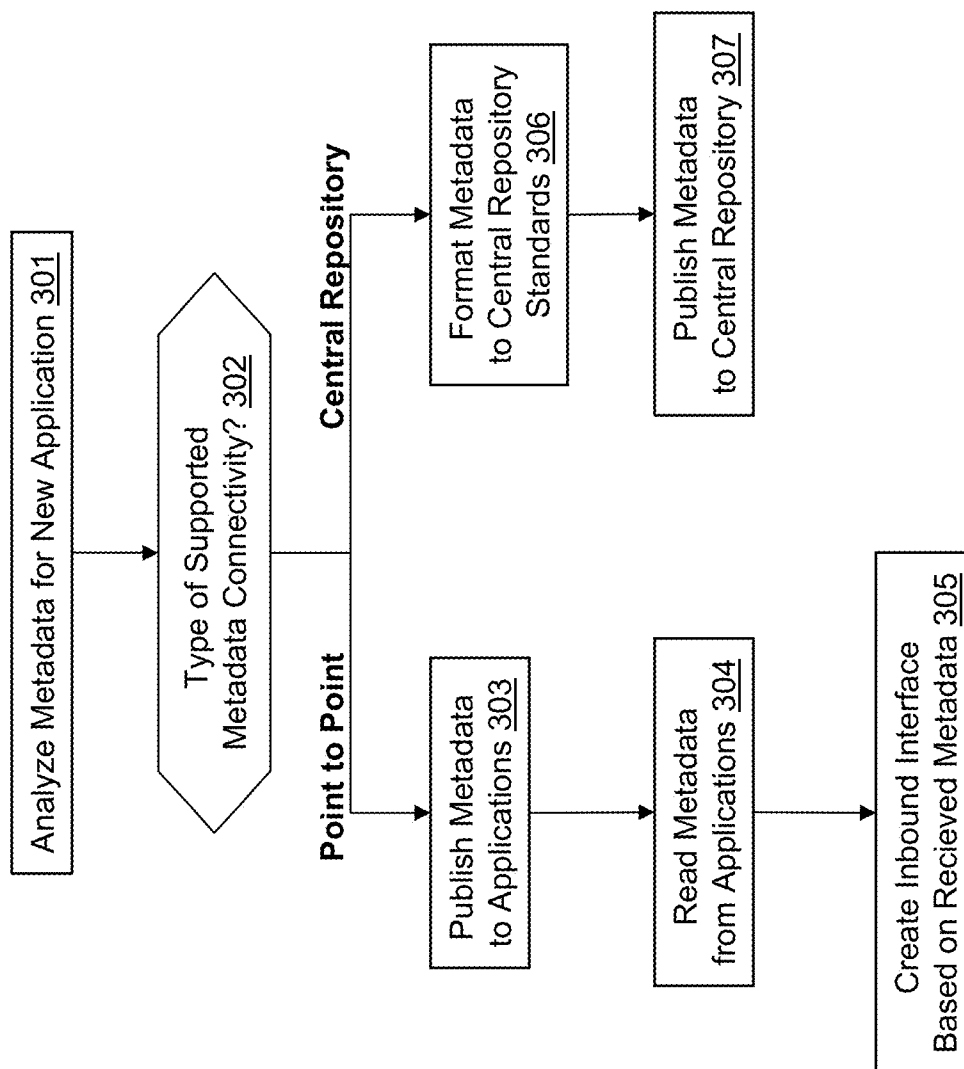 Analyze Metadata for New Application 301
Type of Supported
Metadata Connectivity? 302
Point to Point
Central Repository
Publish Metadata
to Applications 303
Read Metadata
from Applications 304
Create Inbound Interface
Based on Recieved Metadata 305
Format Metadata
to Central Repository
Standards 306
Publish Metadata
to Central Repository 307